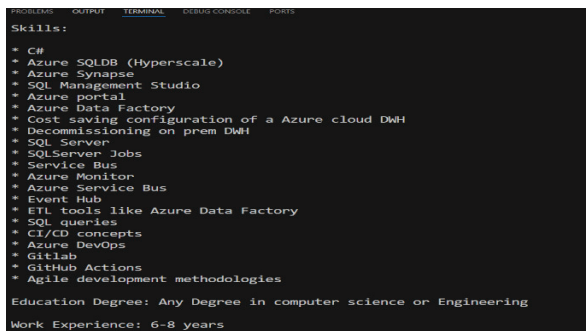 PROBLEMS OUTPUT TERMINAL DEBUG CONSOLE PORTS
Skills:
* C#
* Azure SQLDB (Hyperscale)
* Azure Synapse
* SQL Management Studio
* Azure portal
* Azure Data Factory
* Cost saving configuration of a Azure cloud DWH
* Decommissioning on prem DWH
* SQL Server
* SQLServer Jobs
* Service Bus
* Azure Monitor
* Azure Service Bus
* Event Hub
* ETL tools like Azure Data Factory
* SQL queries
* CI/CD concepts
* Azure DevOps
* Gitlab
* GitHub Actions
* Agile development methodologies
Education Degree: Any Degree in computer science or Engineering
Work Experience: 6-8 years